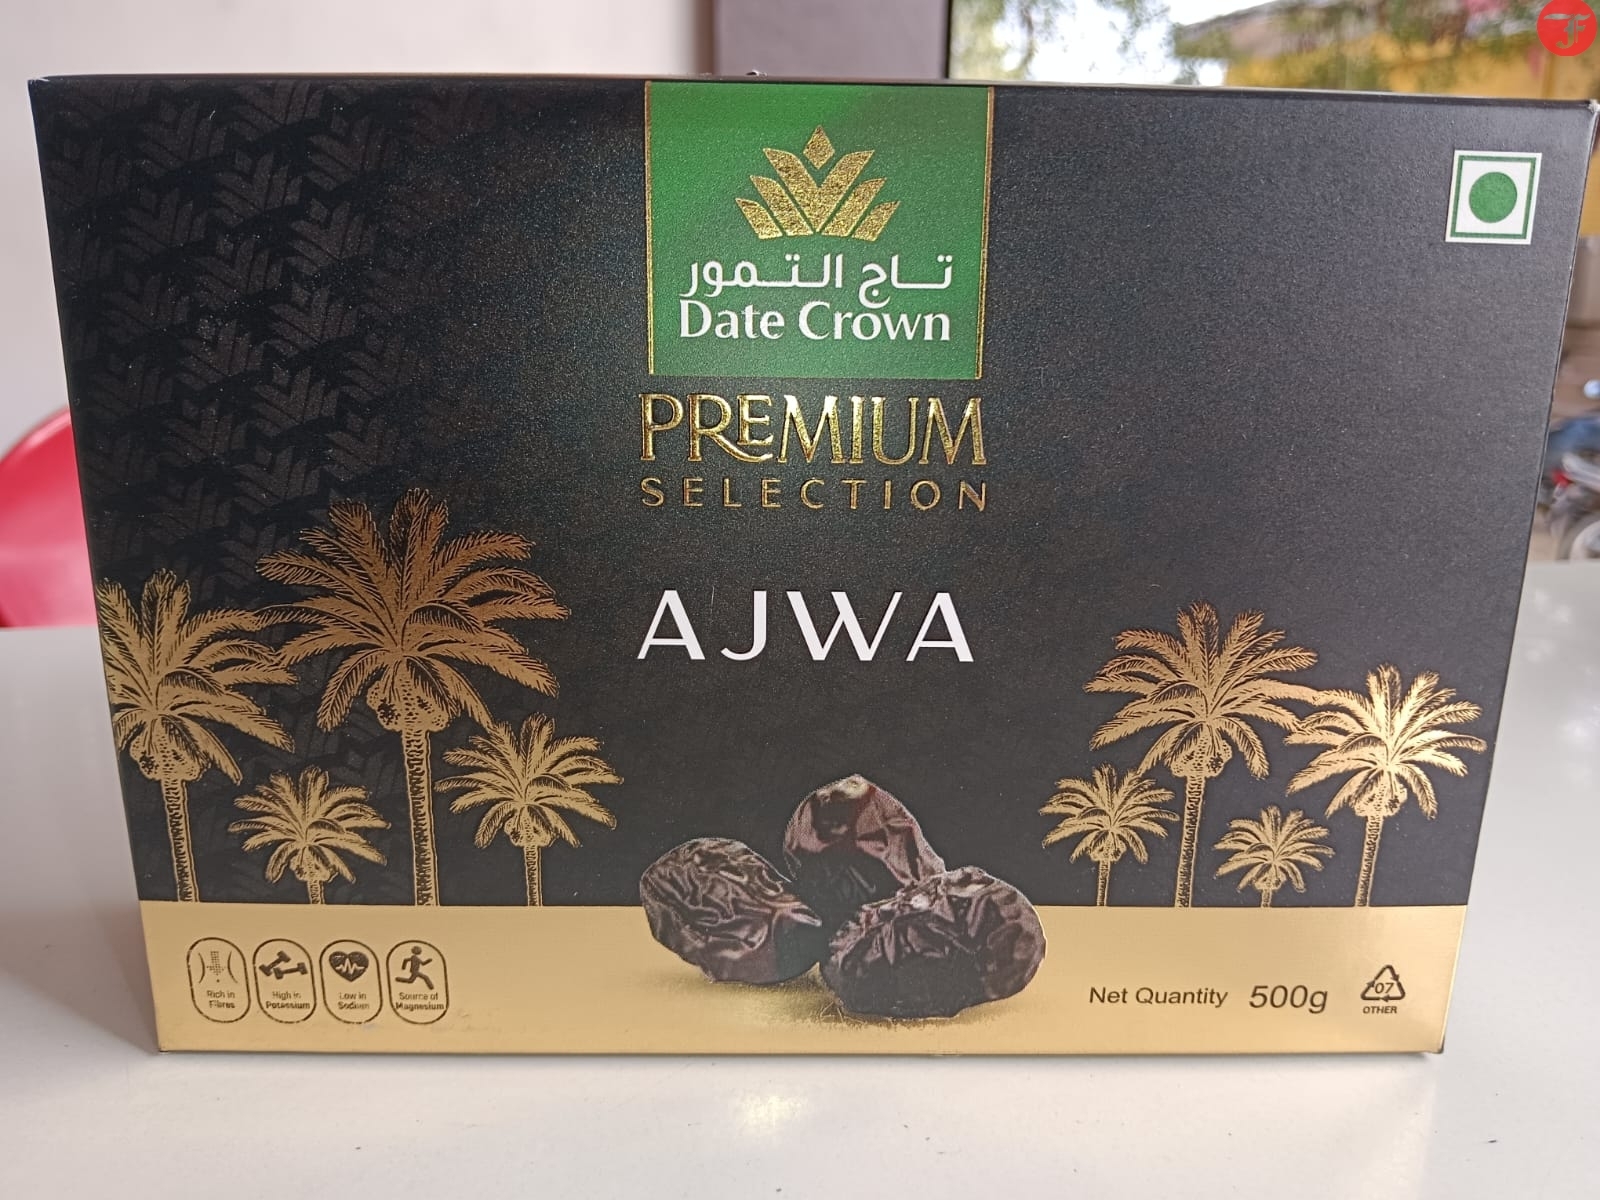 تاج التمور
Date Crown
PREMIUM
SELECTION
AJWA
Rich in
Fibres
High in
Potassium
Low in
Sodium
Source of
Magnesium
Net Quantity 500g
07
OTHER